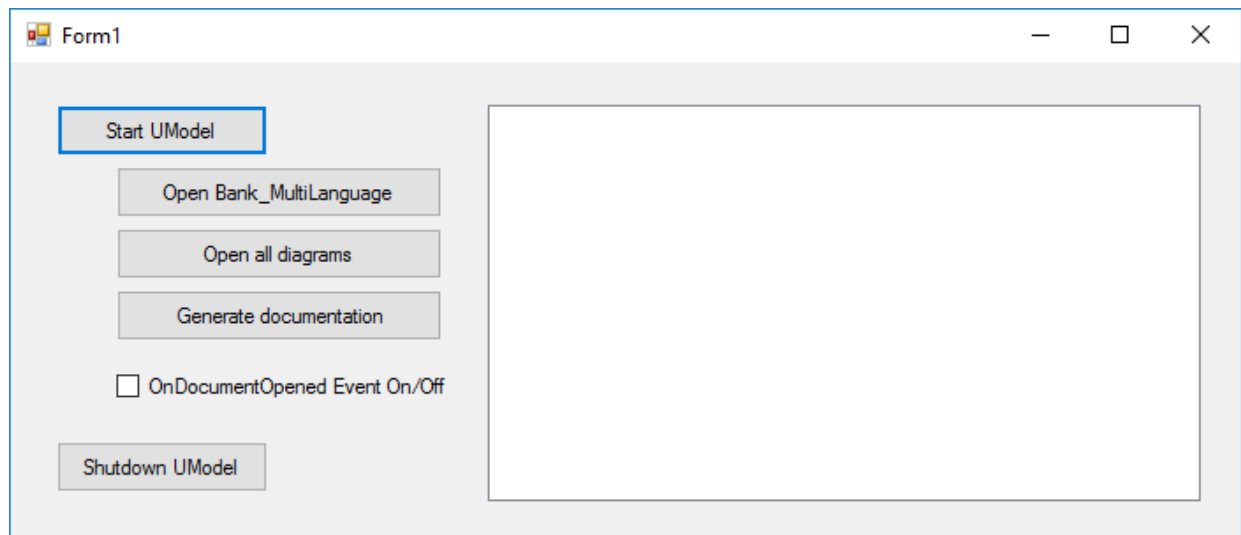 Form1
Start UModel
Open Bank_MultiLanguage
Open all diagrams
Generate documentation
OnDocumentOpened Event On/Off
Shutdown UModel